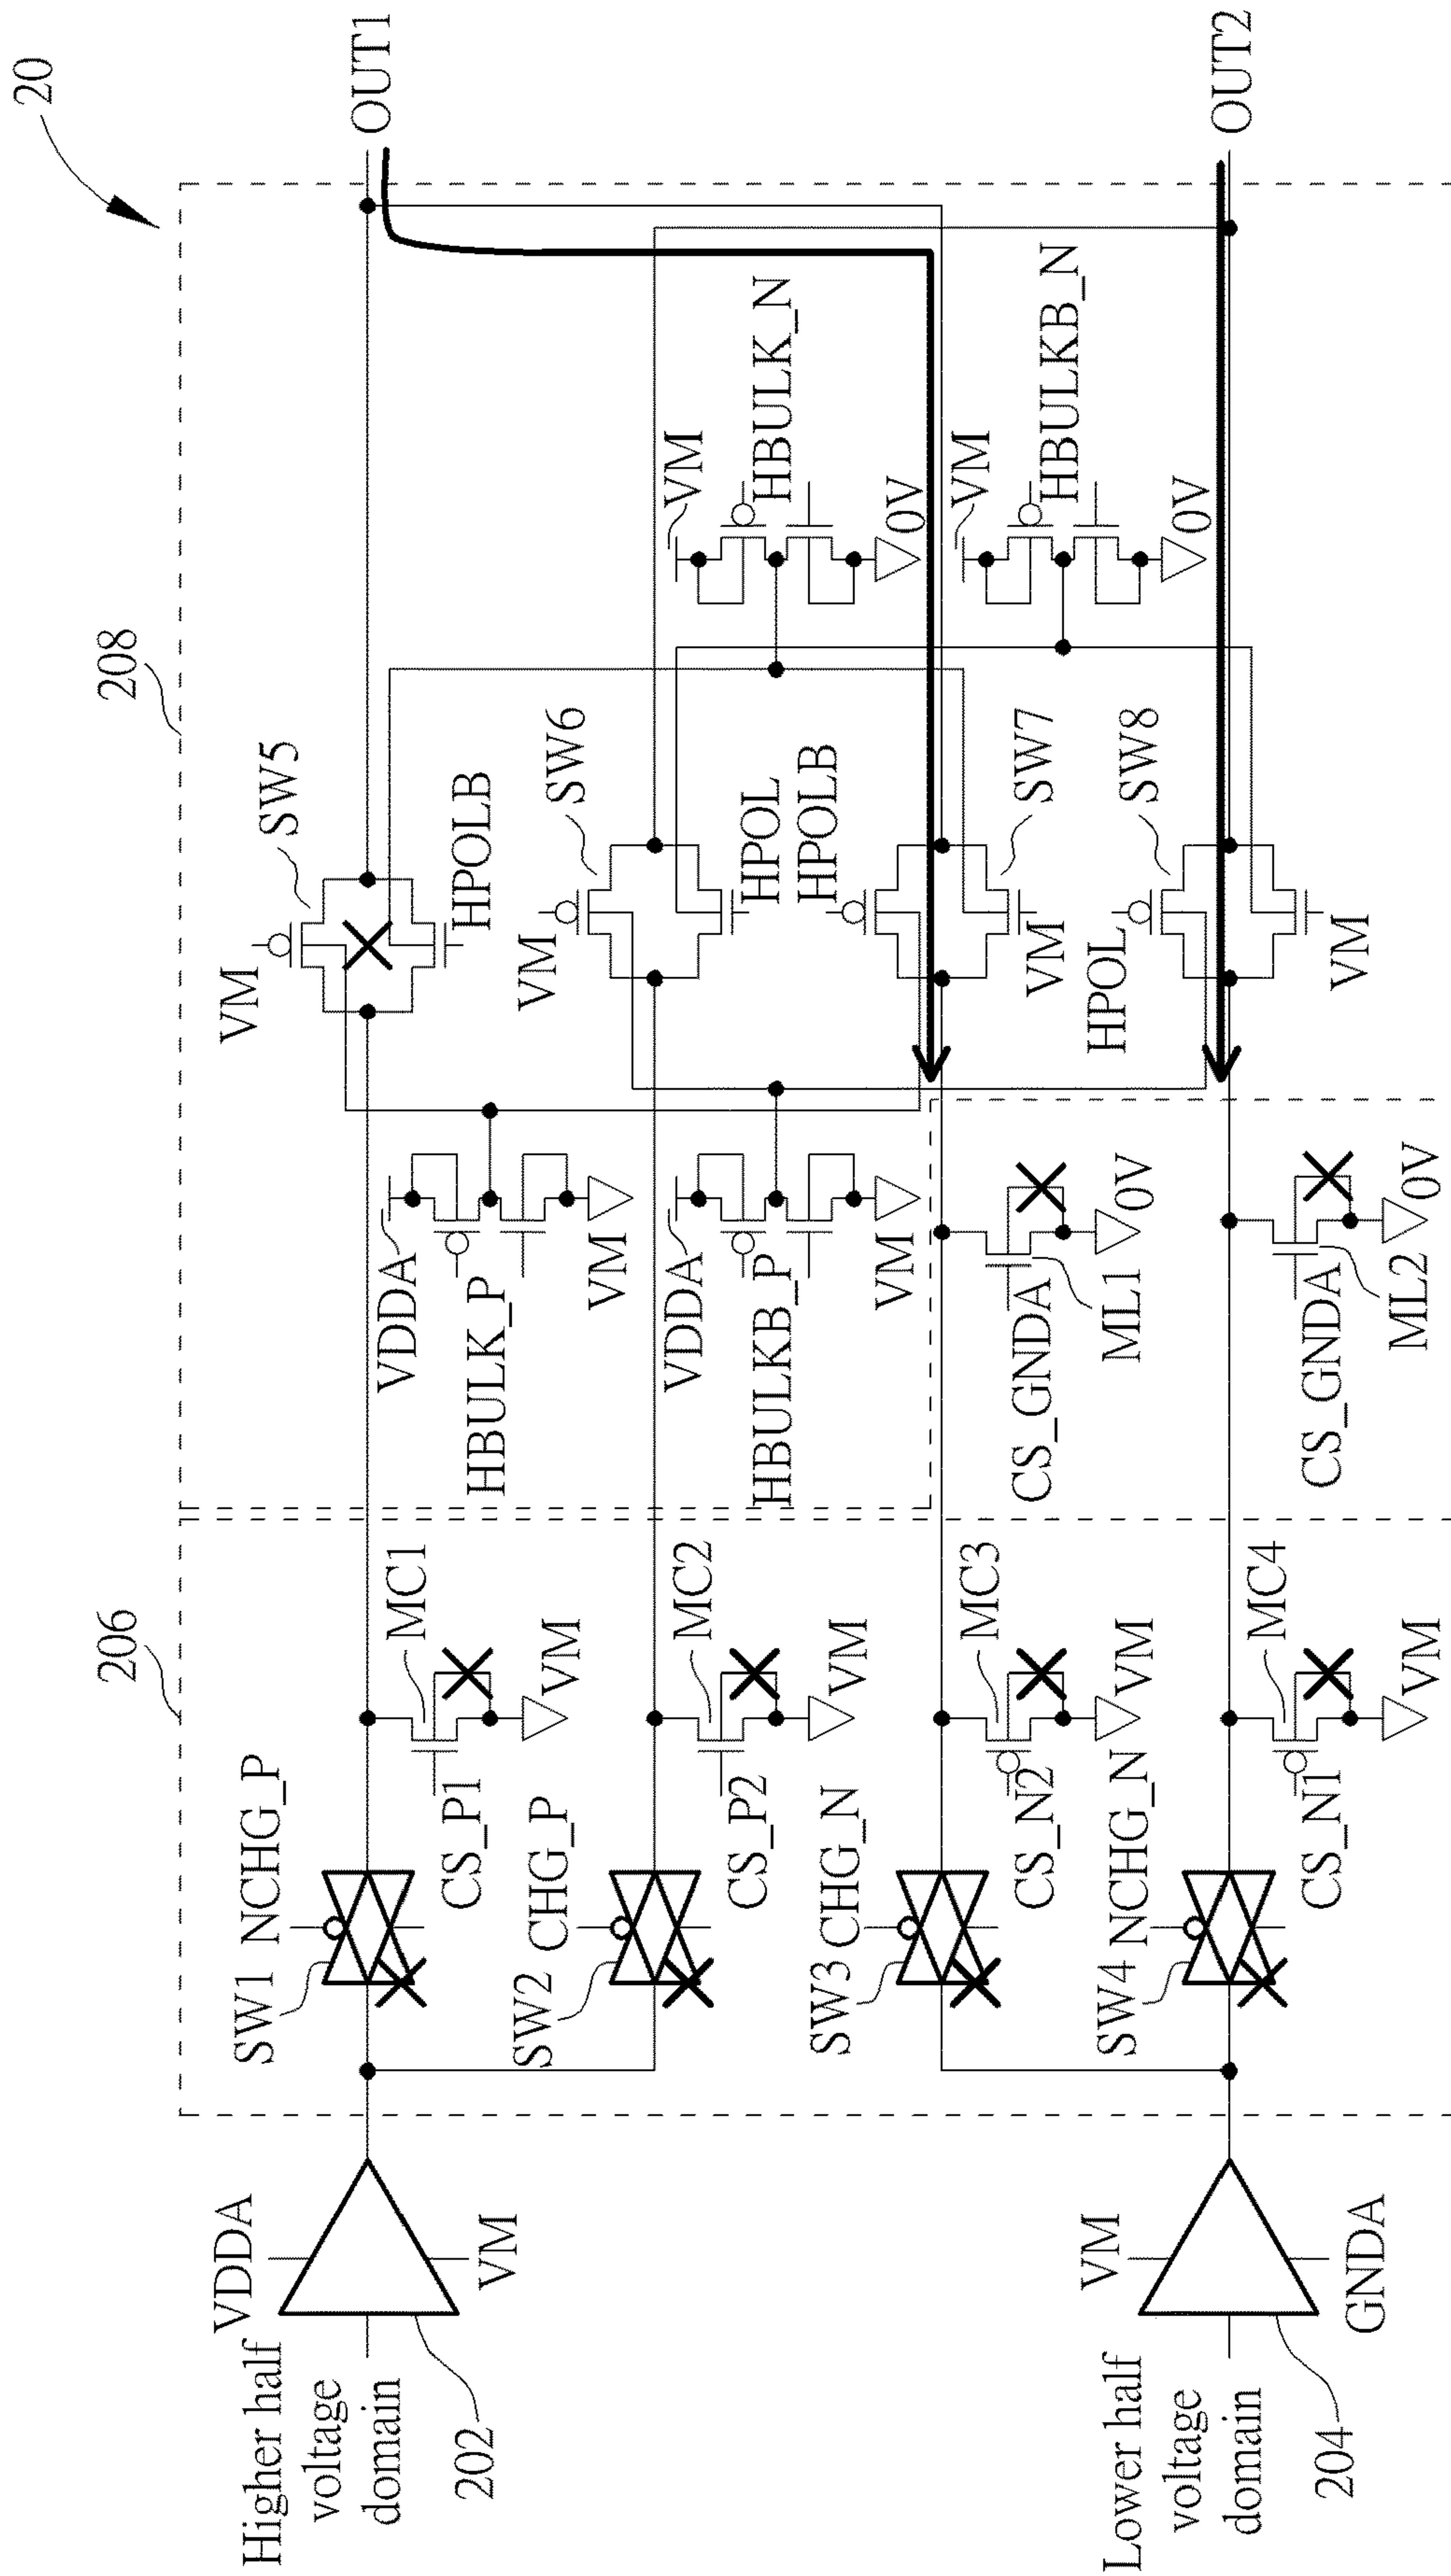 20
208
206
OUT1
OUT2
SW5
VM
HPOLB
SW6
VM
HPOL
HPOLB
SW7
VM
SW8
HPOL
VM
VM
HBULK_N
0V
VM
HBULKB_N
0V
VDDA
HBULK_P
VM
VDDA
HBULKB_P
VM
CS_GNDA
ML1
0V
CS_GNDA
ML2
0V
SW1
NCHG_P
MC1
CS_P1
VM
SW2
CHG_P
MC2
CS_P2
VM
SW3
CHG_N
MC3
CS_N2
VM
SW4
NCHG_N
MC4
CS_N1
VM
VDDA
VM
Higher half
voltage
domain
202
VM
GNDA
Lower half
voltage
domain
204